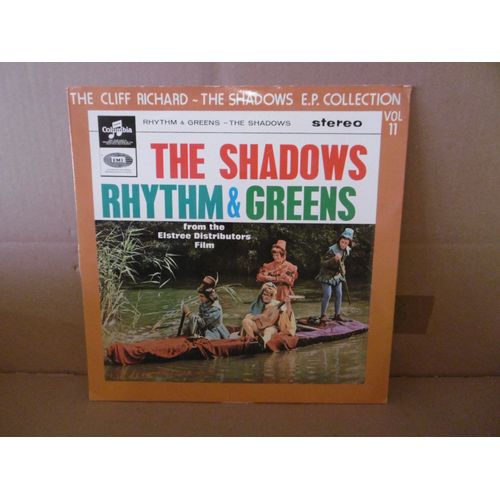 THE CLIFF RICHARD ~ THE SHADOWS E.P. COLLECTION
VOL
11
Columbia
RHYTHM & GREENS - THE SHADOWS
stereo
EMI
THE SHADOWS
RHYTHM & GREENS
from the
Elstree Distributors
Film